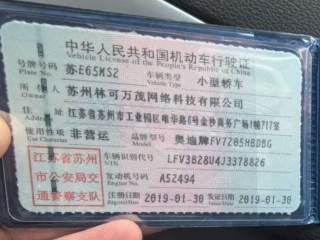 中华人民共和国机动车行驶证
Vehicle License of the People's Republic of China
号牌号码 苏E65MS2 车辆类型 小型轿车
Plate No. Vehicle Type
所有人 苏州林可万茂网络科技有限公司
Owner
住址 江苏省苏州市工业园区唯华路6号金沙商务广场1幢717室
Address
使用性质 非营运 品牌型号 奥迪牌FV7205HBDBG
Use Character Model
江苏省苏州
市公安局交
通警察支队
车辆识别代号 LFV3B28U4J3378826
VIN
发动机号码 A52494
Engine No.
注册日期 2019-01-30 发证日期 2019-01-30
Register Date Issue Date